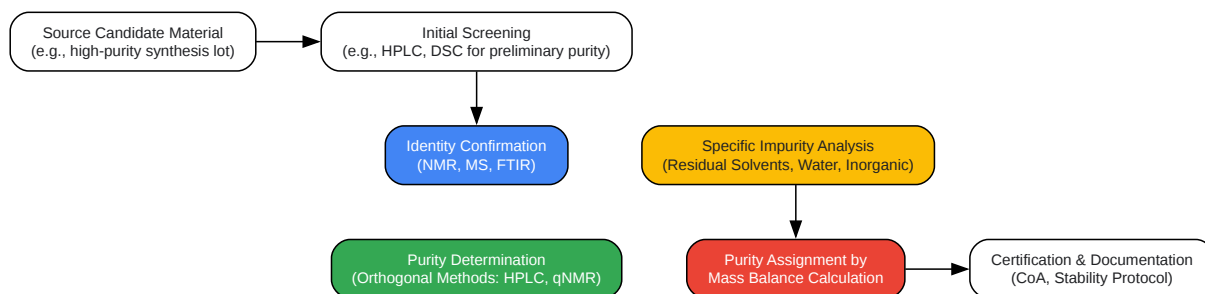 Source Candidate Material
(e.g., high-purity synthesis lot)
Initial Screening
(e.g., HPLC, DSC for preliminary purity)
Identity Confirmation
(NMR, MS, FTIR)
Specific Impurity Analysis
(Residual Solvents, Water, Inorganic)
Purity Determination
(Orthogonal Methods: HPLC, qNMR)
Purity Assignment by
Mass Balance Calculation
Certification & Documentation
(CoA, Stability Protocol)